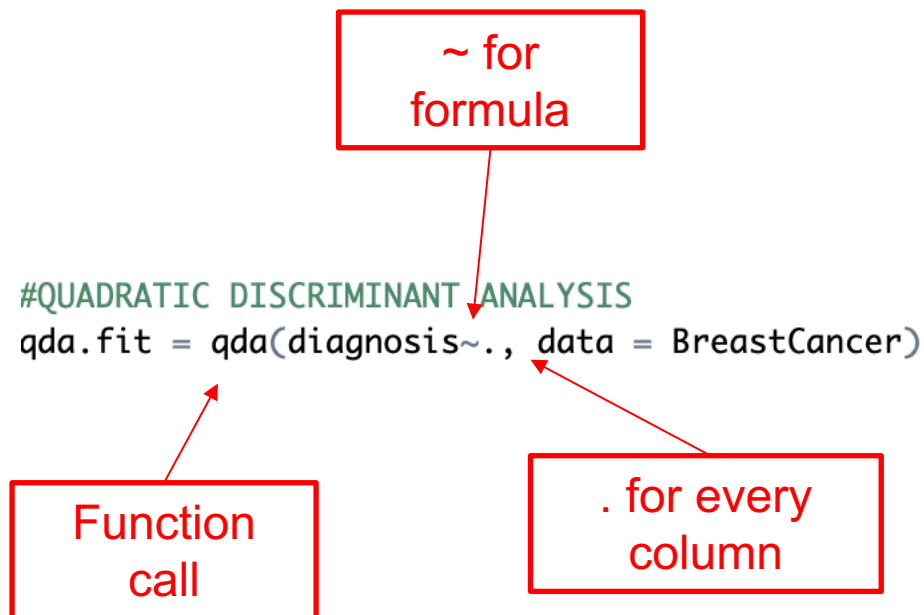 ~ for
formula
#QUADRATIC DISCRIMINANT ANALYSIS
qda.fit = qda(diagnosis~., data = BreastCancer)
Function
call
. for every
column